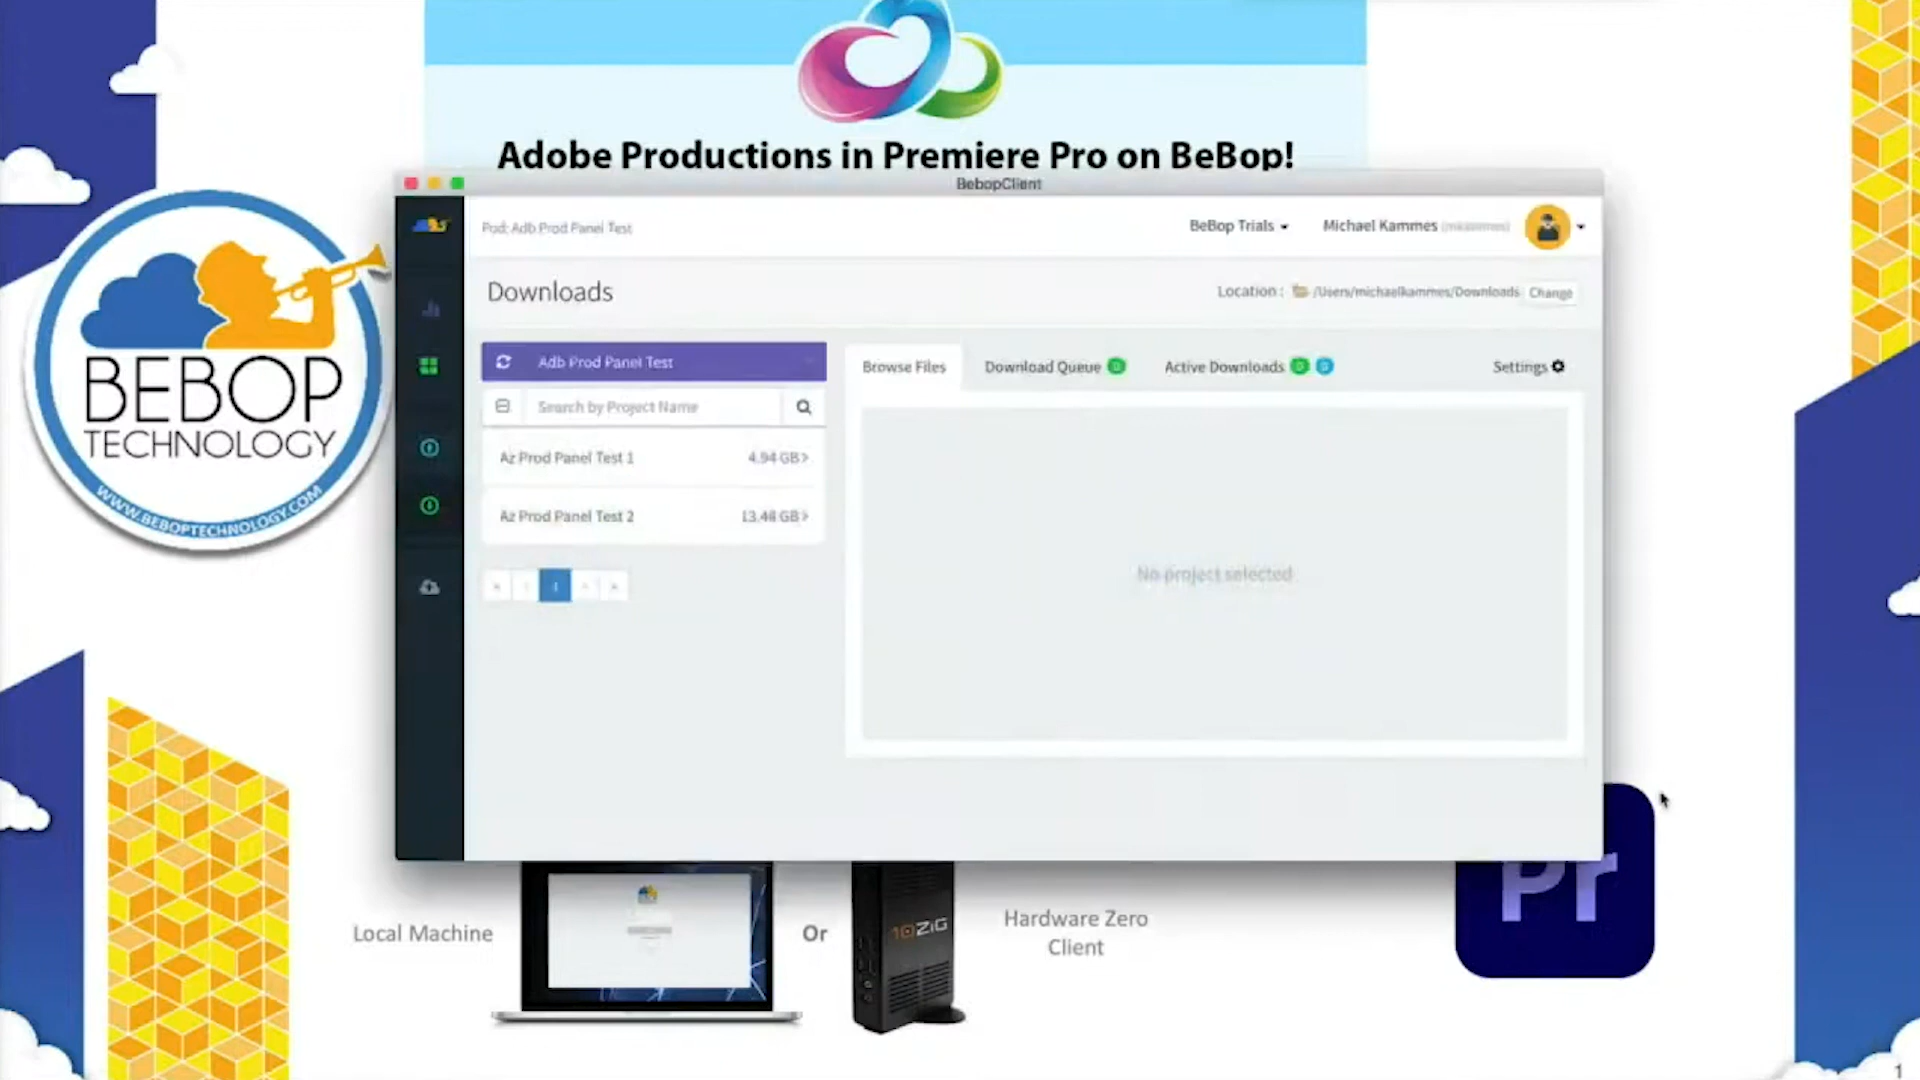 Adobe Productions in Premiere Pro on BeBop!
BebopClient
Pod: Adb Prod Panel Test
BeBop Trials
Michael Kammes (mkammes)
Downloads
Location : /Users/michaelkammes/Downloads Change
Adb Prod Panel Test
Browse Files
Download Queue
Active Downloads
Settings
Search by Project Name
Az Prod Panel Test 1 4.94 GB >
Az Prod Panel Test 2 13.48 GB >
No project selected
BEBOP
TECHNOLOGY
WWW.BEBOPTECHNOLOGY.COM
Local Machine
Or
10ZiG
Hardware Zero
Client
Pr
1